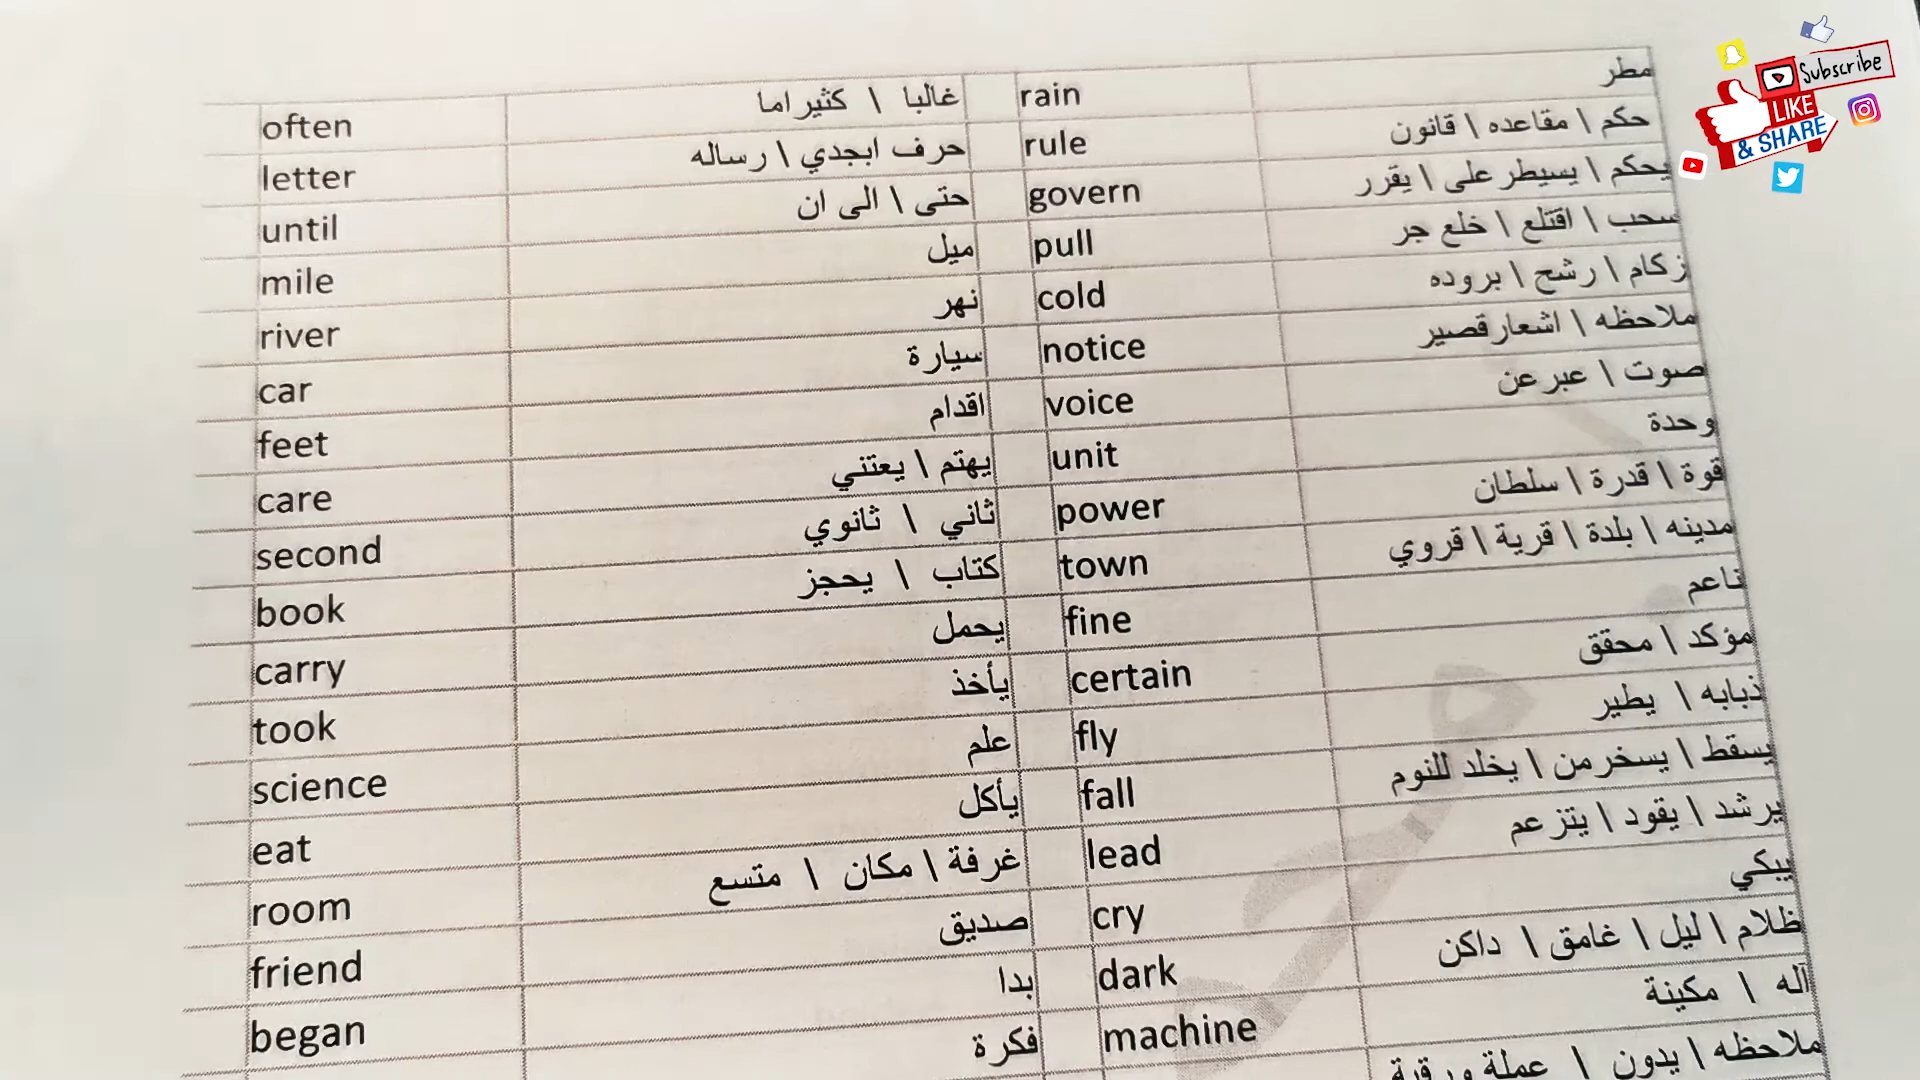 often غالبا \ كثيراما rain مطر
letter حرف ابجدي \ رساله rule حكم \ مقاعده \ قانون
until حتى \ الى ان govern يحكم \ يسيطر على \ يقرر
mile ميل pull سحب \ اقتلع \ خلع جر
river نهر cold زكام \ رشح \ بروده
car سيارة notice ملاحظه \ اشعار قصير
feet اقدام voice صوت \ عبر عن
care يهتم \ يعتني unit وحدة
second ثاني \ ثانوي power قوة \ قدرة \ سلطان
book كتاب \ يحجز town مدينه \ بلدة \ قرية \ قروي
carry يحمل fine ناعم
took يأخذ certain مؤكد \ محقق
science علم fly ذبابه \ يطير
eat يأكل fall يسقط \ يسخر من \ يخلد للنوم
room غرفة \ مكان \ متسع lead يرشد \ يقود \ يتزعم
friend صديق cry يبكي
began بدا dark ظلام \ ليل \ غامق \ داكن
فكرة machine آله \ مكينة
ملاحظه \ يدون \ عملة ورقية
Subscribe
LIKE
& SHARE